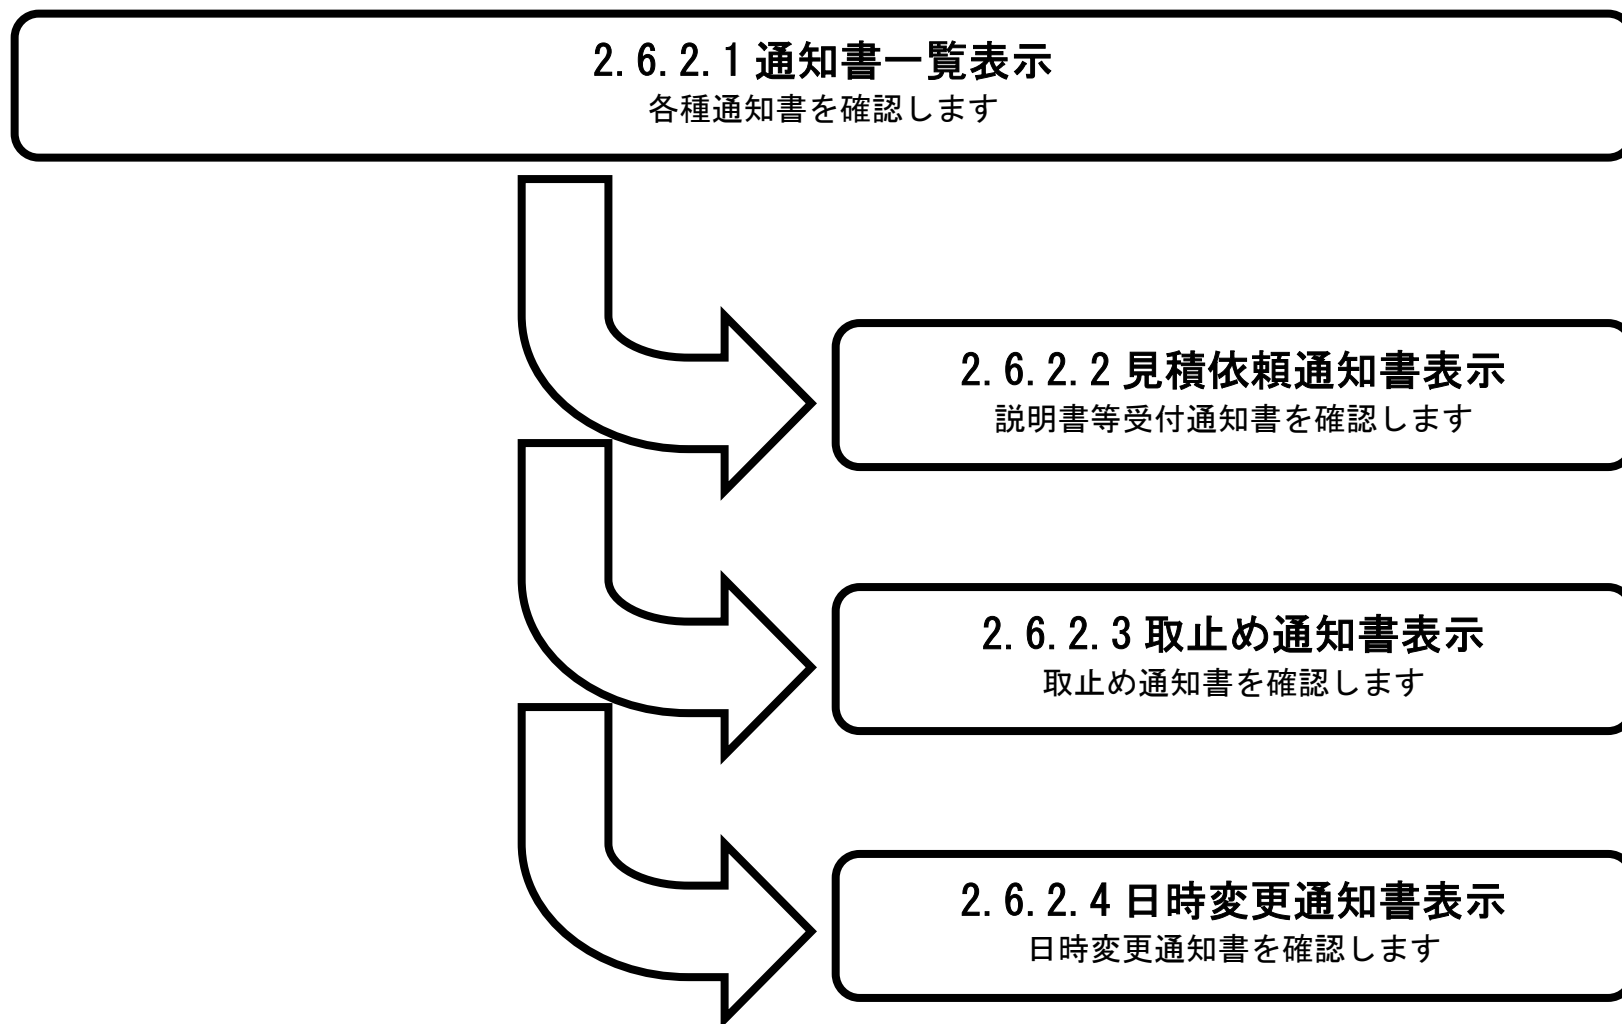 2.6.2.1 通知書一覧表示
各種通知書を確認します
2.6.2.2 見積依頼通知書表示
説明書等受付通知書を確認します
2.6.2.3 取止め通知書表示
取止め通知書を確認します
2.6.2.4 日時変更通知書表示
日時変更通知書を確認します